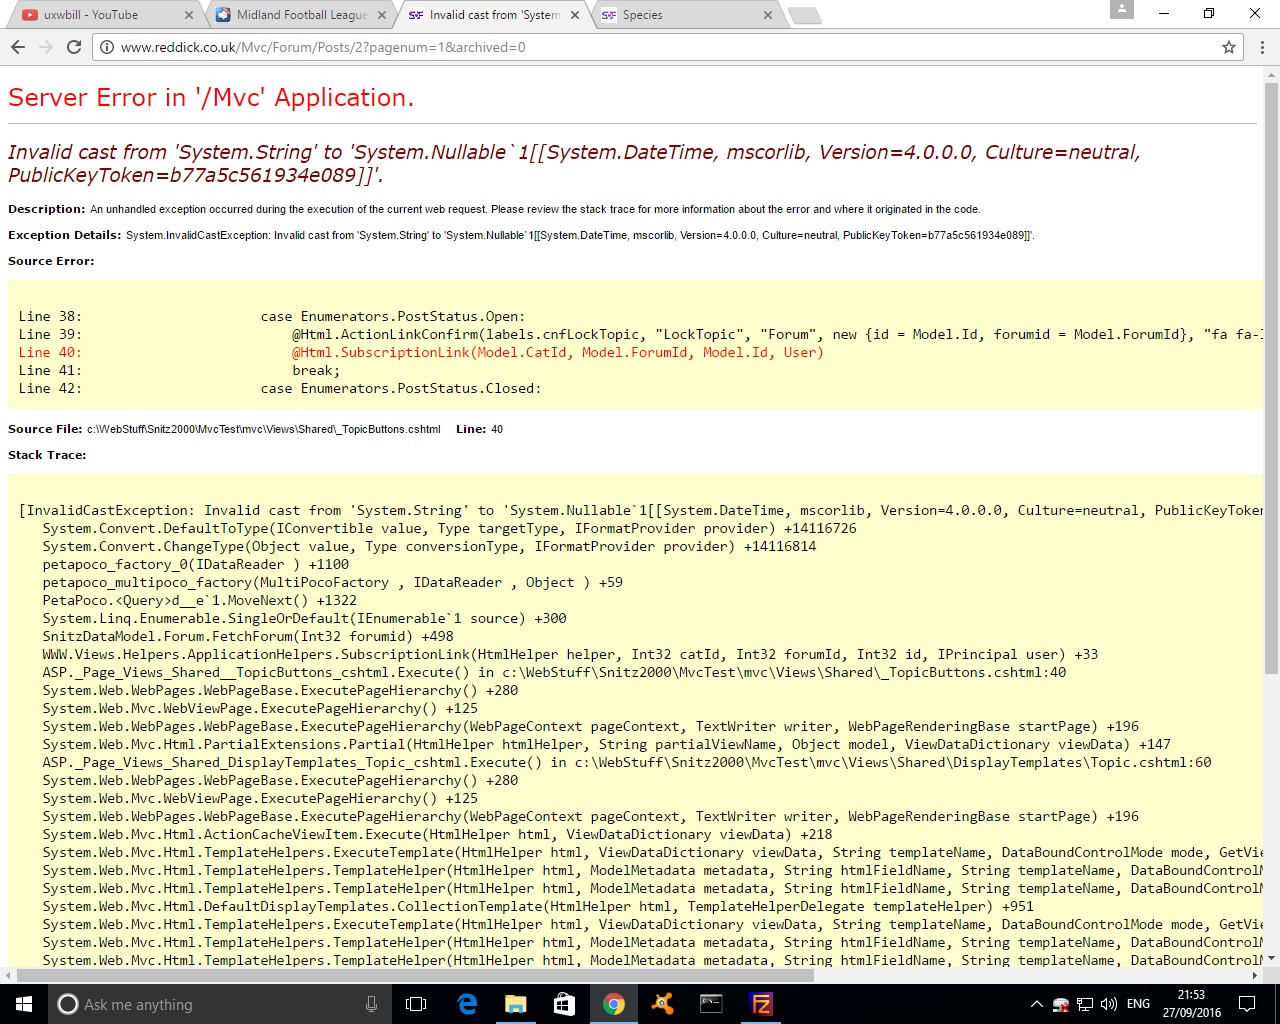 uxwbill - YouTube
Midland Football League
Invalid cast from 'System
Species
www.reddick.co.uk/Mvc/Forum/Posts/2?pagenum=1&archived=0
Server Error in '/Mvc' Application.
Invalid cast from 'System.String' to 'System.Nullable`1[[System.DateTime, mscorlib, Version=4.0.0.0, Culture=neutral,
PublicKeyToken=b77a5c561934e089]]'.
Description: An unhandled exception occurred during the execution of the current web request. Please review the stack trace for more information about the error and where it originated in the code.
Exception Details: System.InvalidCastException: Invalid cast from 'System.String' to 'System.Nullable`1[[System.DateTime, mscorlib, Version=4.0.0.0, Culture=neutral, PublicKeyToken=b77a5c561934e089]]'.
Source Error:
Line 38: case Enumerators.PostStatus.Open:
Line 39: @Html.ActionLinkConfirm(labels.cnfLockTopic, "LockTopic", "Forum", new {id = Model.Id, forumid = Model.ForumId}, "fa fa-
Line 40: @Html.SubscriptionLink(Model.CatId, Model.ForumId, Model.Id, User)
Line 41: break;
Line 42: case Enumerators.PostStatus.Closed:
Source File: c:\WebStuff\Snitz2000\MvcTest\mvc\Views\Shared\_TopicButtons.cshtml Line: 40
Stack Trace:
[InvalidCastException: Invalid cast from 'System.String' to 'System.Nullable`1[[System.DateTime, mscorlib, Version=4.0.0.0, Culture=neutral, PublicKeyToken
System.Convert.DefaultToType(IConvertible value, Type targetType, IFormatProvider provider) +14116726
System.Convert.ChangeType(Object value, Type conversionType, IFormatProvider provider) +14116814
petapoco_factory_0(IDataReader ) +1100
petapoco_multipoco_factory(MultiPocoFactory , IDataReader , Object ) +59
PetaPoco.<Query>d__e`1.MoveNext() +1322
System.Linq.Enumerable.SingleOrDefault(IEnumerable`1 source) +300
SnitzDataModel.Forum.FetchForum(Int32 forumid) +498
WWW.Views.Helpers.ApplicationHelpers.SubscriptionLink(HtmlHelper helper, Int32 catId, Int32 forumId, Int32 id, IPrincipal user) +33
ASP._Page_Views_Shared__TopicButtons_cshtml.Execute() in c:\WebStuff\Snitz2000\MvcTest\mvc\Views\Shared\_TopicButtons.cshtml:40
System.Web.WebPages.WebPageBase.ExecutePageHierarchy() +280
System.Web.Mvc.WebViewPage.ExecutePageHierarchy() +125
System.Web.WebPages.WebPageBase.ExecutePageHierarchy(WebPageContext pageContext, TextWriter writer, WebPageRenderingBase startPage) +196
System.Web.Mvc.Html.PartialExtensions.Partial(HtmlHelper htmlHelper, String partialViewName, Object model, ViewDataDictionary viewData) +147
ASP._Page_Views_Shared_DisplayTemplates_Topic_cshtml.Execute() in c:\WebStuff\Snitz2000\MvcTest\mvc\Views\Shared\DisplayTemplates\Topic.cshtml:60
System.Web.WebPages.WebPageBase.ExecutePageHierarchy() +280
System.Web.Mvc.WebViewPage.ExecutePageHierarchy() +125
System.Web.WebPages.WebPageBase.ExecutePageHierarchy(WebPageContext pageContext, TextWriter writer, WebPageRenderingBase startPage) +196
System.Web.Mvc.Html.ActionCacheViewItem.Execute(HtmlHelper html, ViewDataDictionary viewData) +218
System.Web.Mvc.Html.TemplateHelpers.ExecuteTemplate(HtmlHelper html, ViewDataDictionary viewData, String templateName, DataBoundControlMode mode, GetVie
System.Web.Mvc.Html.TemplateHelpers.TemplateHelper(HtmlHelper html, ModelMetadata metadata, String htmlFieldName, String templateName, DataBoundControlM
System.Web.Mvc.Html.TemplateHelpers.TemplateHelper(HtmlHelper html, ModelMetadata metadata, String htmlFieldName, String templateName, DataBoundControlM
System.Web.Mvc.Html.DefaultDisplayTemplates.CollectionTemplate(HtmlHelper html, TemplateHelperDelegate templateHelper) +951
System.Web.Mvc.Html.TemplateHelpers.ExecuteTemplate(HtmlHelper html, ViewDataDictionary viewData, String templateName, DataBoundControlMode mode, GetVie
System.Web.Mvc.Html.TemplateHelpers.TemplateHelper(HtmlHelper html, ModelMetadata metadata, String htmlFieldName, String templateName, DataBoundControlM
System.Web.Mvc.Html.TemplateHelpers.TemplateHelper(HtmlHelper html, ModelMetadata metadata, String htmlFieldName, String templateName, DataBoundControlM
Ask me anything
ENG
21:53
27/09/2016